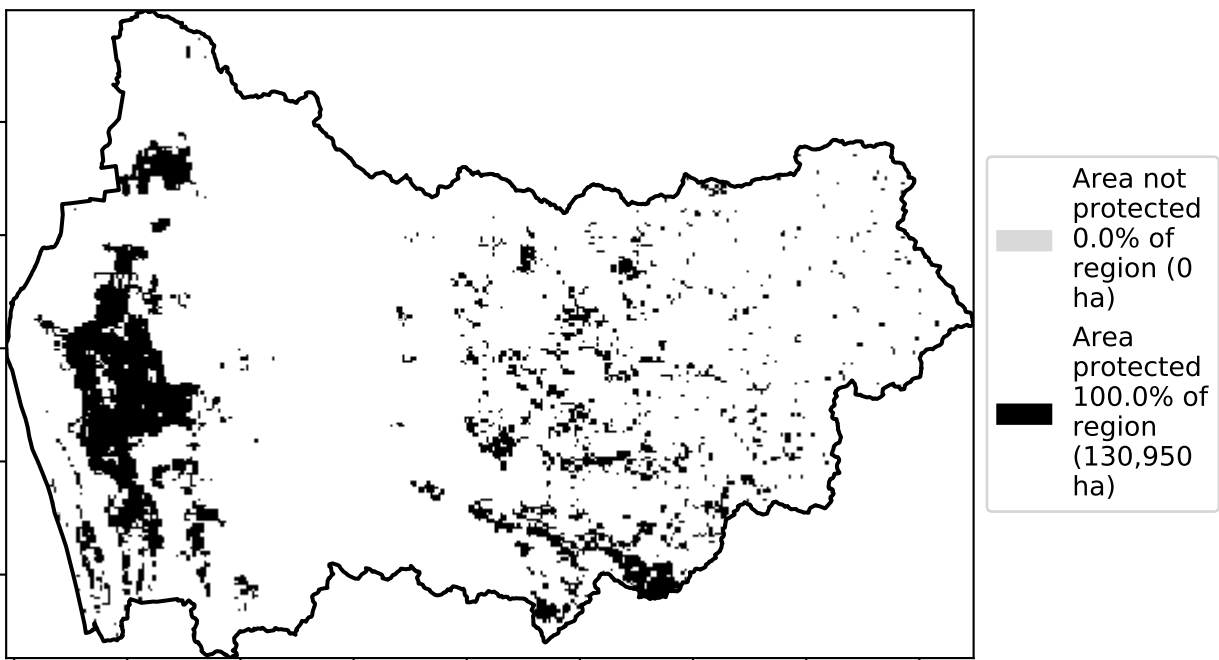 Area not
protected
0.0% of
region (0
ha)
Area
protected
100.0% of
region
(130,950
ha)